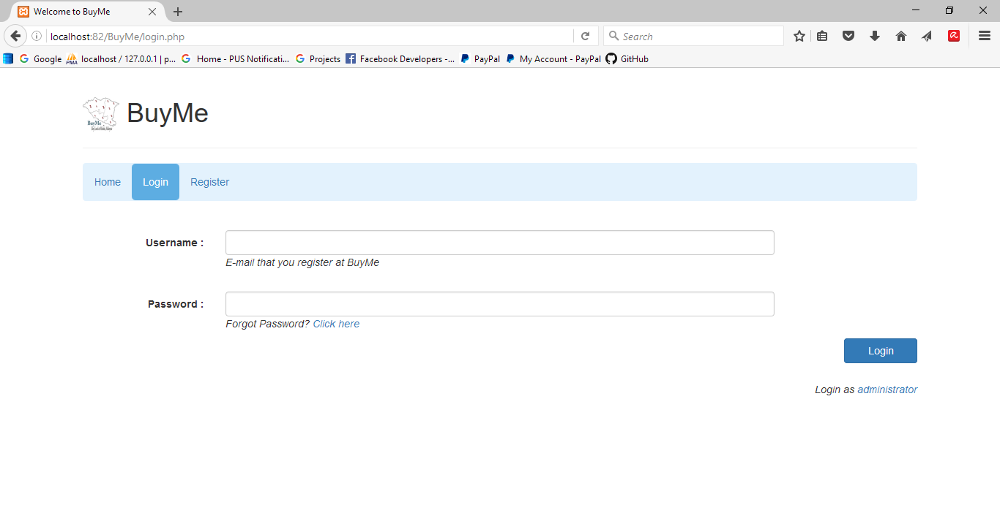 Welcome to BuyMe
localhost:82/BuyMe/login.php
Search
Google localhost / 127.0.0.1 | p... Home - PUS Notificati... Projects Facebook Developers -... PayPal My Account - PayPal GitHub
BuyMe
BuyMe
Home Login Register
Username :
E-mail that you register at BuyMe
Password :
Forgot Password? Click here
Login
Login as administrator